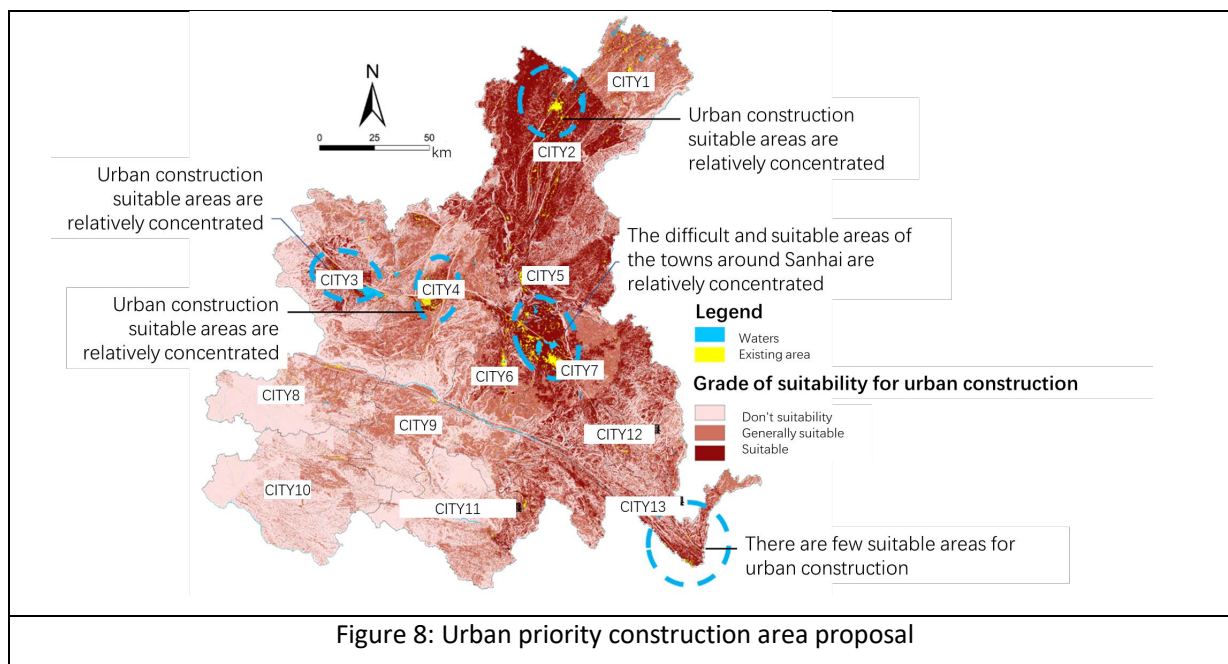 CITY1
N
CITY2
0 25 50
km
Urban construction
suitable areas are
relatively concentrated
Urban construction
suitable areas are
relatively concentrated
The difficult and suitable areas of
the towns around Sanhai are
relatively concentrated
CITY3
CITY4
CITY5
Urban construction
suitable areas are
relatively concentrated
Legend
Waters
Existing area
CITY6
CITY7
Grade of suitability for urban construction
CITY8
CITY9
Don't suitability
Generally suitable
Suitable
CITY12
CITY10
CITY11
CITY13
There are few suitable areas for
urban construction
Figure 8: Urban priority construction area proposal